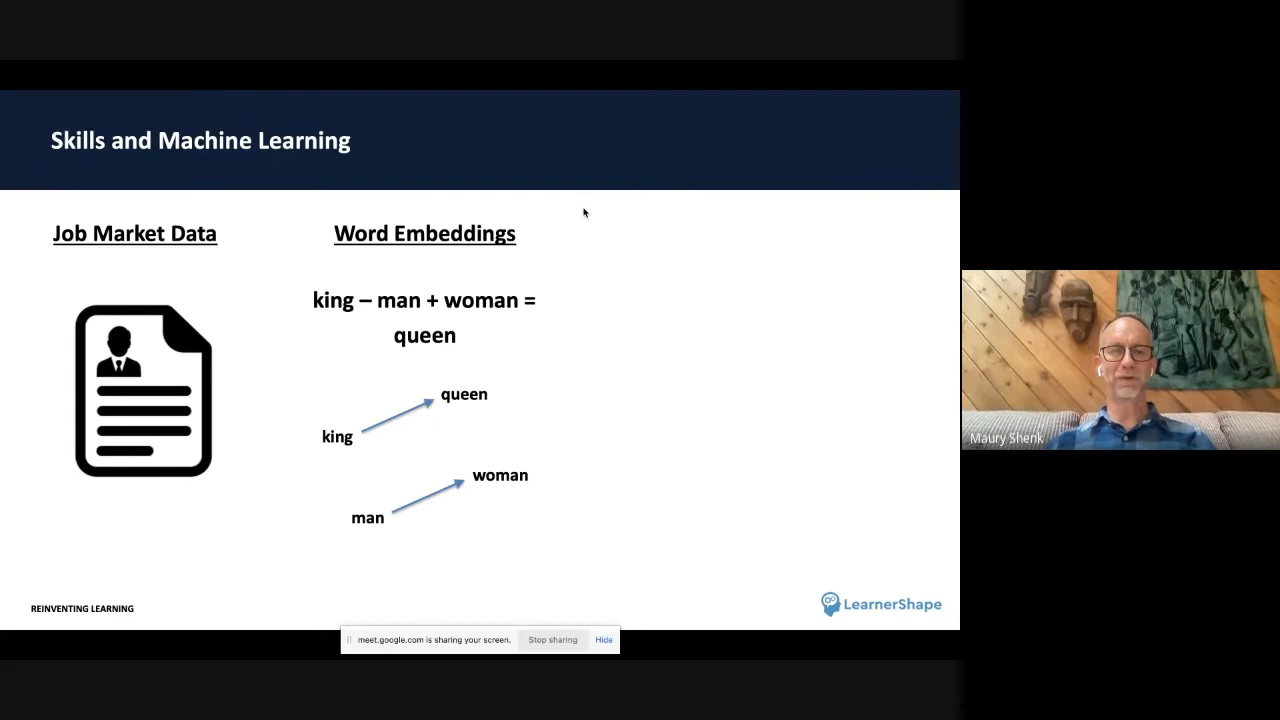 Skills and Machine Learning
Job Market Data
Word Embeddings
king – man + woman =
queen
queen
king
woman
man
Maury Shenk
REINVENTING LEARNING
LearnerShape
meet.google.com is sharing your screen.
Stop sharing
Hide